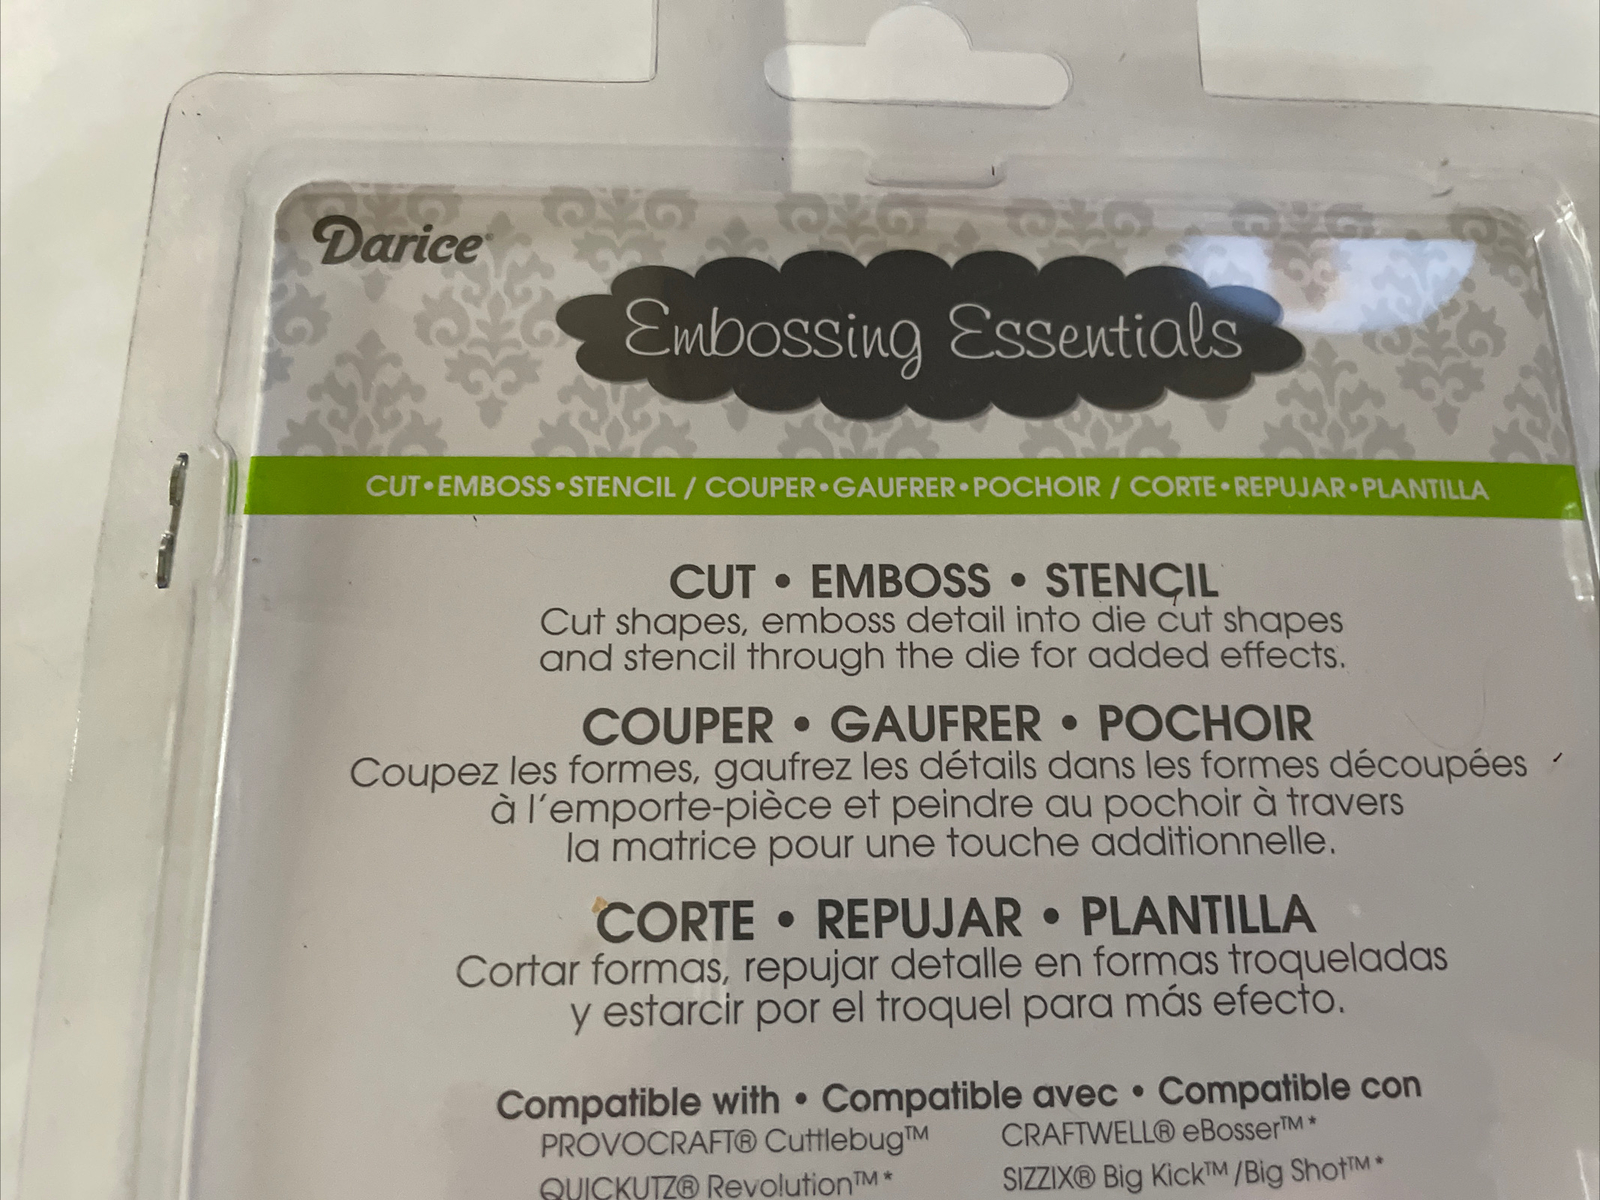 Darice®
Embossing Essentials
CUT•EMBOSS•STENCIL / COUPER•GAUFRER•POCHOIR / CORTE•REPUJAR•PLANTILLA
CUT • EMBOSS • STENCIL
Cut shapes, emboss detail into die cut shapes
and stencil through the die for added effects.
COUPER • GAUFRER • POCHOIR
Coupez les formes, gaufrez les détails dans les formes découpées
à l'emporte-pièce et peindre au pochoir à travers
la matrice pour une touche additionnelle.
CORTE • REPUJAR • PLANTILLA
Cortar formas, repujar detalle en formas troqueladas
y estarcir por el troquel para más efecto.
Compatible with • Compatible avec • Compatible con
PROVOCRAFT® Cuttlebug™ CRAFTWELL® eBosser™*
QUICKUTZ® Revolution™* SIZZIX® Big Kick™/Big Shot™*